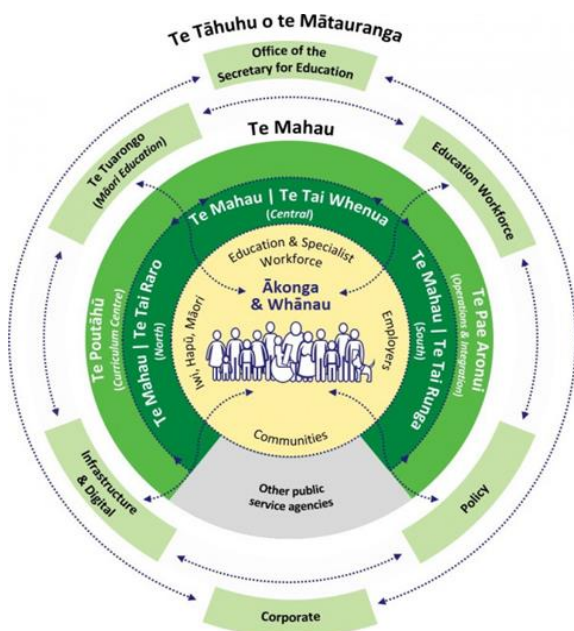 Te Tāhuhu o te Mātauranga
Office of the
Secretary for Education
Te Tuarongo
(Māori Education)
Education Workforce
Te Mahau
Te Mahau | Te Tai Whenua
(Central)
Te Poutāhū
(Curriculum Centre)
Te Mahau | Te Tai Raro
(North)
Te Mahau | Te Tai Runga
(South)
Te Pae Aronui
(Operations & Integration)
Education & Specialist
Workforce
Iwi, Hapū, Māori
Ākonga
& Whānau
Employers
Communities
Other public
service agencies
Infrastructure
& Digital
Policy
Corporate